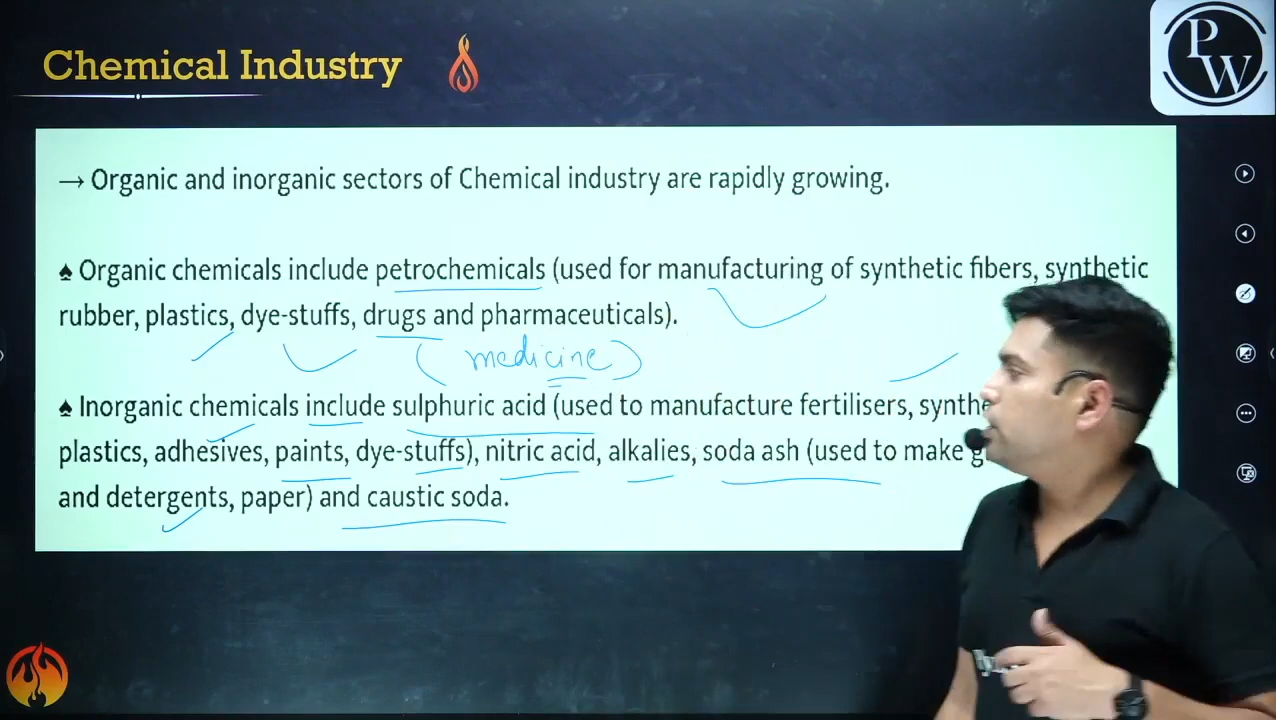 Chemical Industry
PW
→ Organic and inorganic sectors of Chemical industry are rapidly growing.
♠ Organic chemicals include petrochemicals (used for manufacturing of synthetic fibers, synthetic
rubber, plastics, dye-stuffs, drugs and pharmaceuticals).
(medicine)
♠ Inorganic chemicals include sulphuric acid (used to manufacture fertilisers,
plastics, adhesives, paints, dye-stuffs), nitric acid, alkalies, soda ash (used to make
and detergents, paper) and caustic soda.